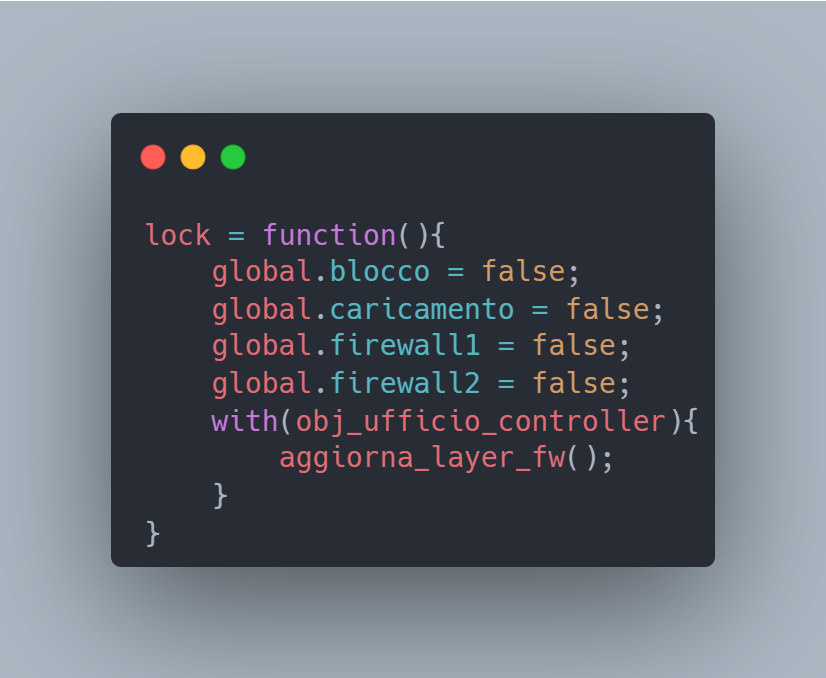 lock = function(){
    global.blocco = false;
    global.caricamento = false;
    global.firewall1 = false;
    global.firewall2 = false;
    with(obj_ufficio_controller){
        aggiorna_layer_fw();
    }
}